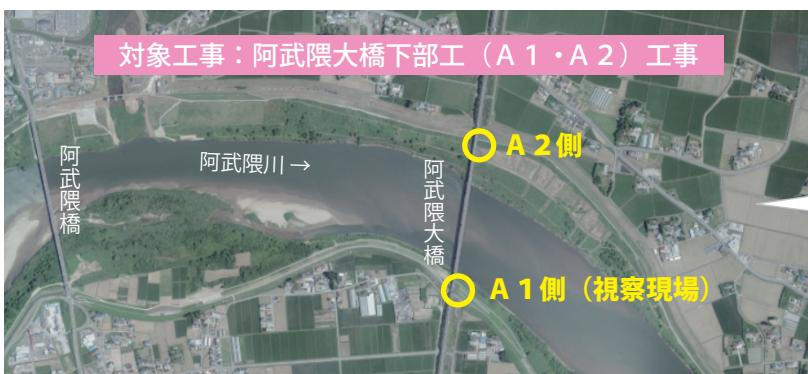 対象工事：阿武隈大橋下部工（Ａ１・Ａ２）工事
阿武隈橋
阿武隈川→
阿武隈大橋
Ａ２側
Ａ１側（視察現場）